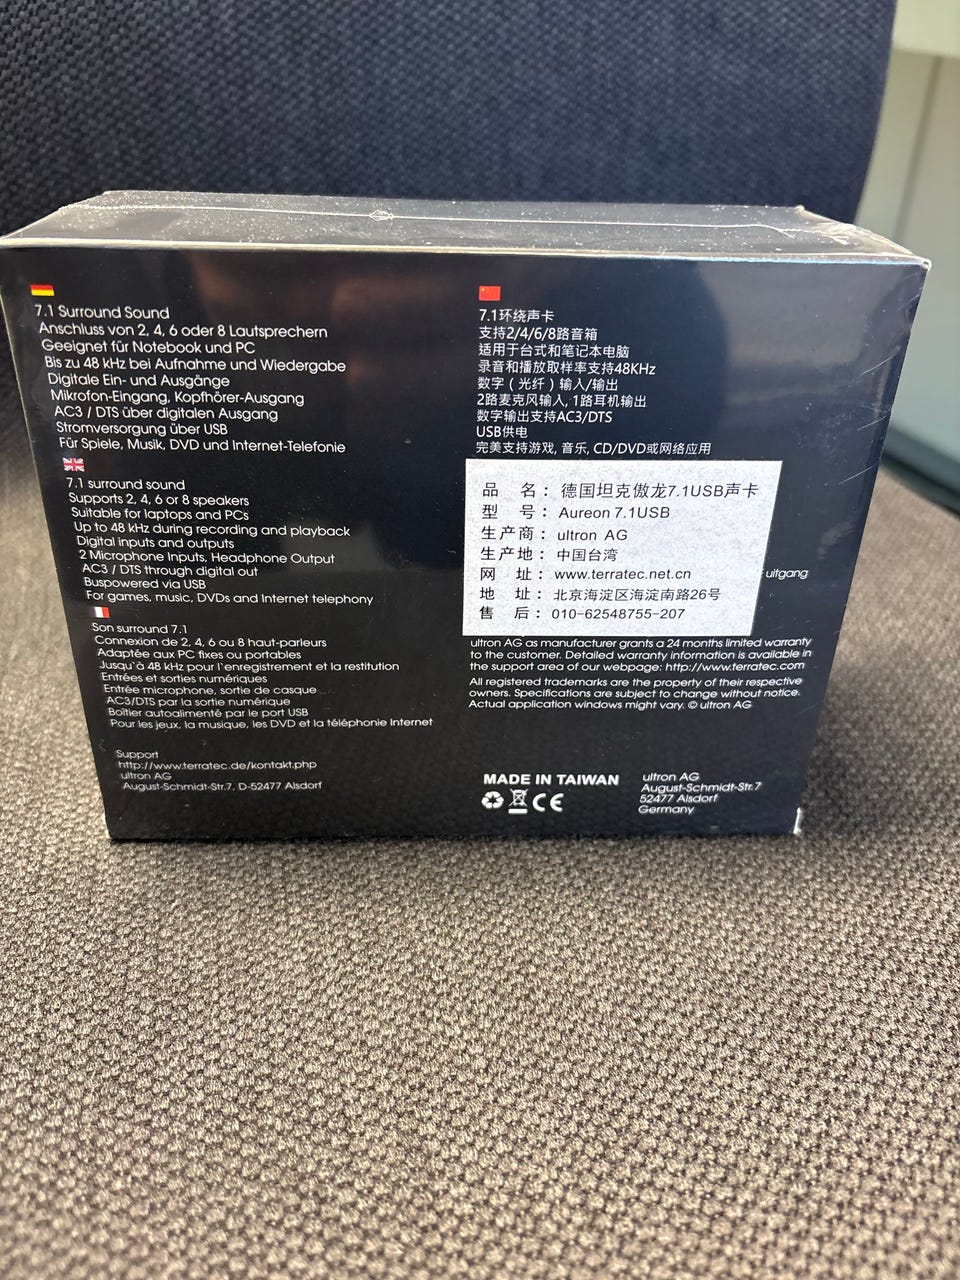 7.1 Surround Sound
Anschluss von 2, 4, 6 oder 8 Lautsprechern
Geeignet für Notebook und PC
Bis zu 48 kHz bei Aufnahme und Wiedergabe
Digitale Ein- und Ausgänge
Mikrofon-Eingang, Kopfhörer-Ausgang
AC3 / DTS über digitalen Ausgang
Stromversorgung über USB
Für Spiele, Musik, DVD und Internet-Telefonie
7.1 surround sound
Supports 2, 4, 6 or 8 speakers
Suitable for laptops and PCs
Up to 48 kHz during recording and playback
Digital inputs and outputs
2 Microphone Inputs, Headphone Output
AC3 / DTS through digital out
Buspowered via USB
For games, music, DVDs and Internet telephony
Son surround 7.1
Connexion de 2, 4, 6 ou 8 haut-parleurs
Adaptée aux PC fixes ou portables
Jusqu'à 48 kHz pour l'enregistrement et la restitution
Entrées et sorties numériques
Entrée microphone, sortie de casque
AC3/DTS par la sortie numérique
Boîtier autoalimenté par le port USB
Pour les jeux, la musique, les DVD et la téléphonie Internet
Support
http://www.terratec.de/kontakt.php
ultron AG
August-Schmidt-Str.7, D-52477 Alsdorf
7.1环绕声卡
支持2/4/6/8路音箱
适用于台式和笔记本电脑
录音和播放取样率支持48KHz
数字（光纤）输入/输出
2路麦克风输入, 1路耳机输出
数字输出支持AC3/DTS
USB供电
完美支持游戏, 音乐, CD/DVD或网络应用
品 名：德国坦克傲龙7.1USB声卡
型 号：Aureon 7.1USB
生产商：ultron AG
生产地：中国台湾
网 址：www.terratec.net.cn
地 址：北京海淀区海淀南路26号
售 后：010-62548755-207
uitgang
ultron AG as manufacturer grants a 24 months limited warranty
to the customer. Detailed warranty information is available in
the support area of our webpage: http://www.terratec.com
All registered trademarks are the property of their respective
owners. Specifications are subject to change without notice.
Actual application windows might vary. © ultron AG
MADE IN TAIWAN
CE
ultron AG
August-Schmidt-Str.7
52477 Alsdorf
Germany